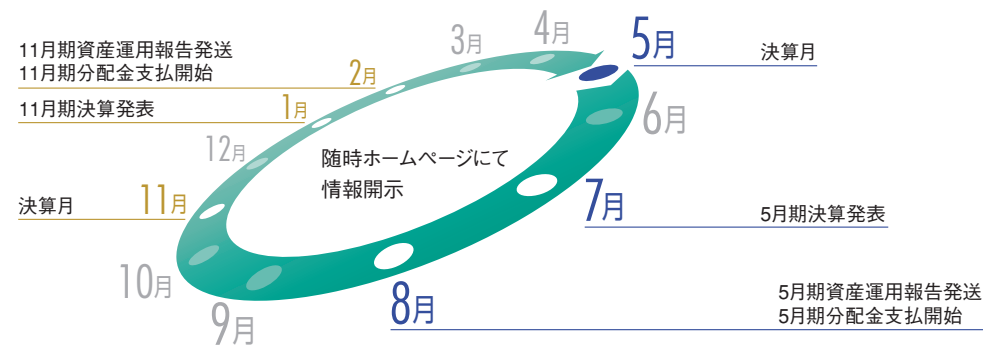 4月
5月
決算月
3月
11月期資産運用報告発送
11月期分配金支払開始
2月
1月
11月期決算発表
6月
12月
随時ホームページにて
情報開示
7月
5月期決算発表
決算月
11月
10月
9月
8月
5月期資産運用報告発送
5月期分配金支払開始